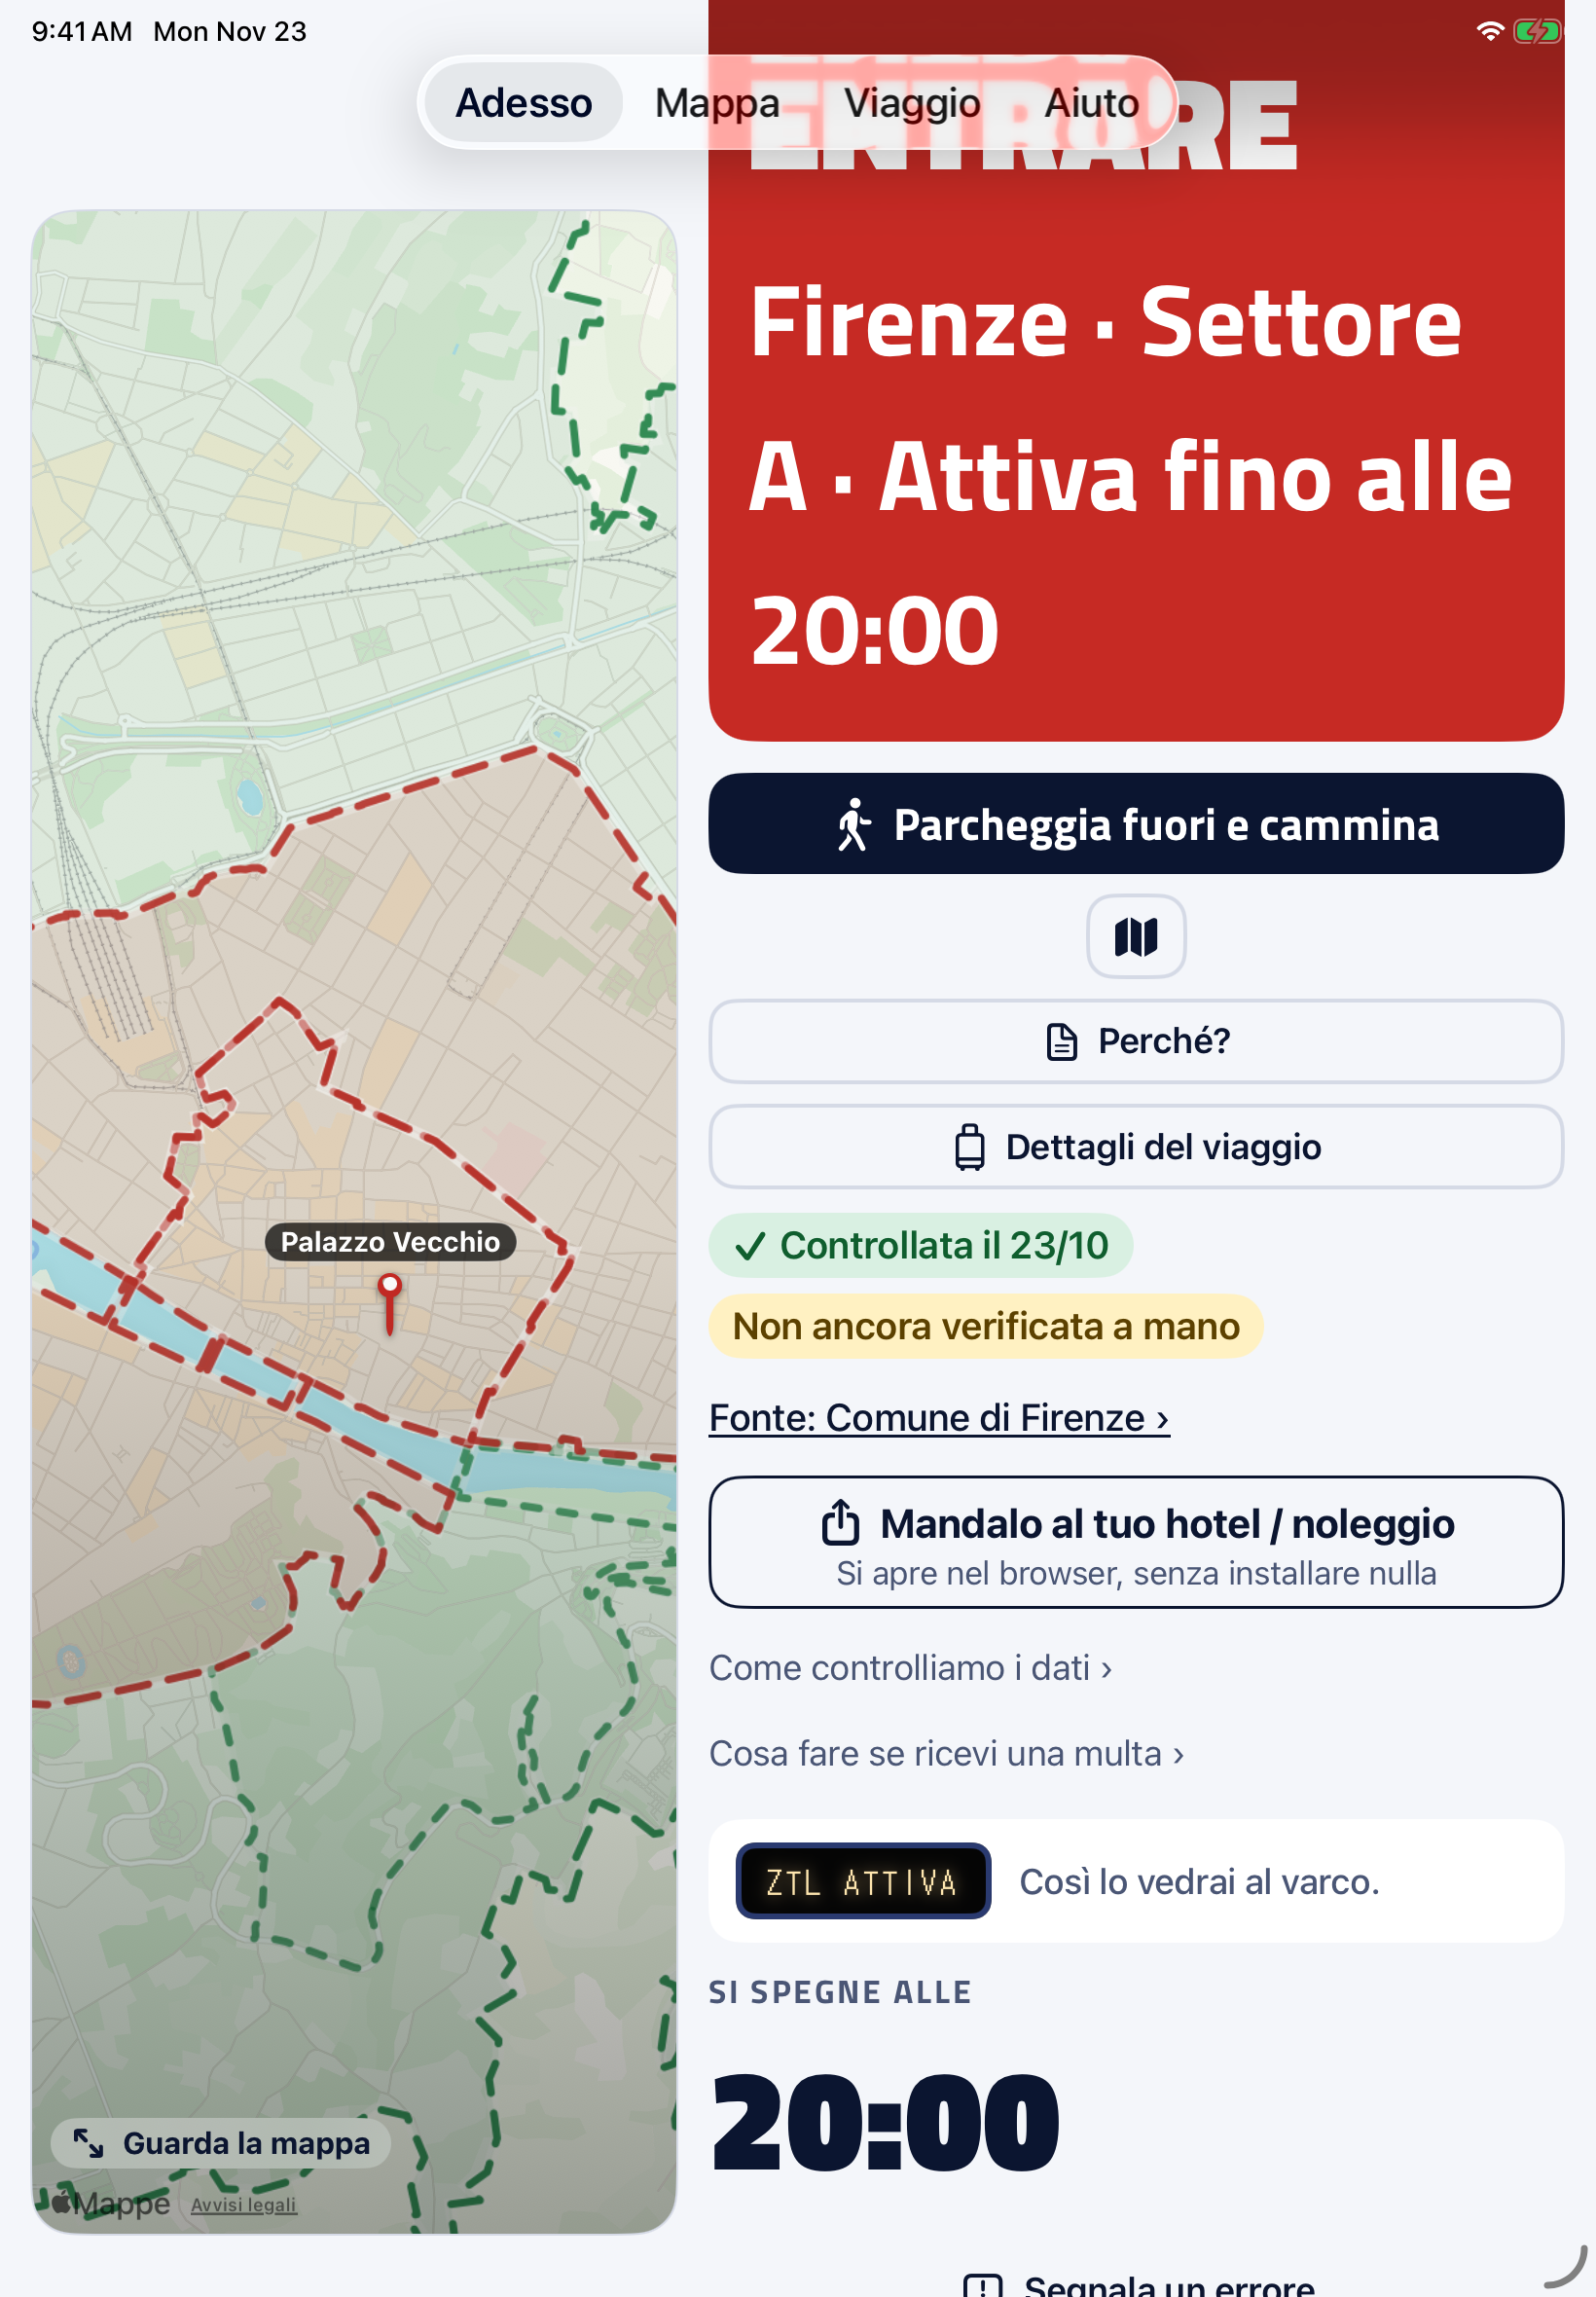 9:41 AM Mon Nov 23
Adesso Mappa Viaggio Aiuto
ENTRARE
Firenze · Settore
A · Attiva fino alle
20:00
Parcheggia fuori e cammina
Perché?
Dettagli del viaggio
Controllata il 23/10
Non ancora verificata a mano
Fonte: Comune di Firenze ›
Mandalo al tuo hotel / noleggio
Si apre nel browser, senza installare nulla
Come controlliamo i dati ›
Cosa fare se ricevi una multa ›
ZTL ATTIVA
Così lo vedrai al varco.
SI SPEGNE ALLE
20:00
Segnala un errore
Palazzo Vecchio
Guarda la mappa
Mappe Avvisi legali